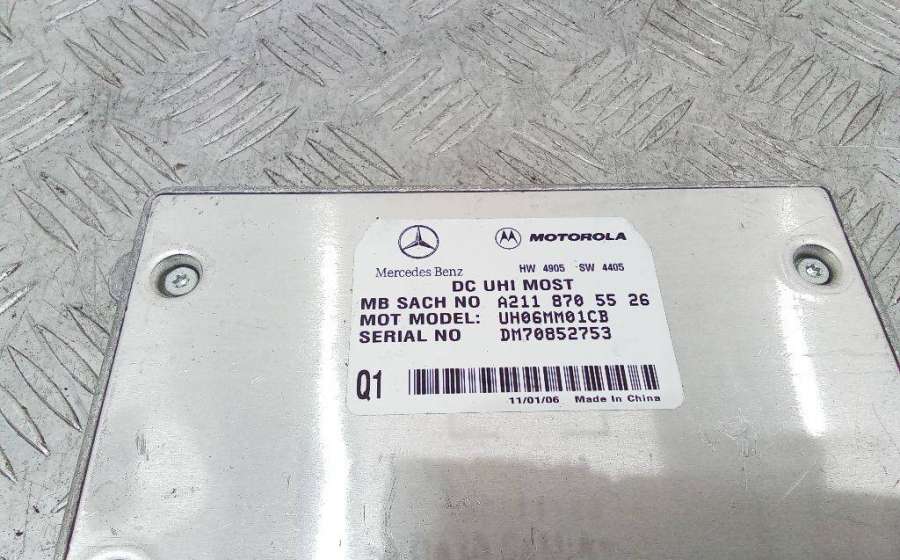 Mercedes Benz
MOTOROLA
HW 4905 SW 4405
DC UHI MOST
MB SACH NO A211 870 55 26
MOT MODEL: UH06MM01CB
SERIAL NO DM70852753
Q1
11/01/06 Made In China